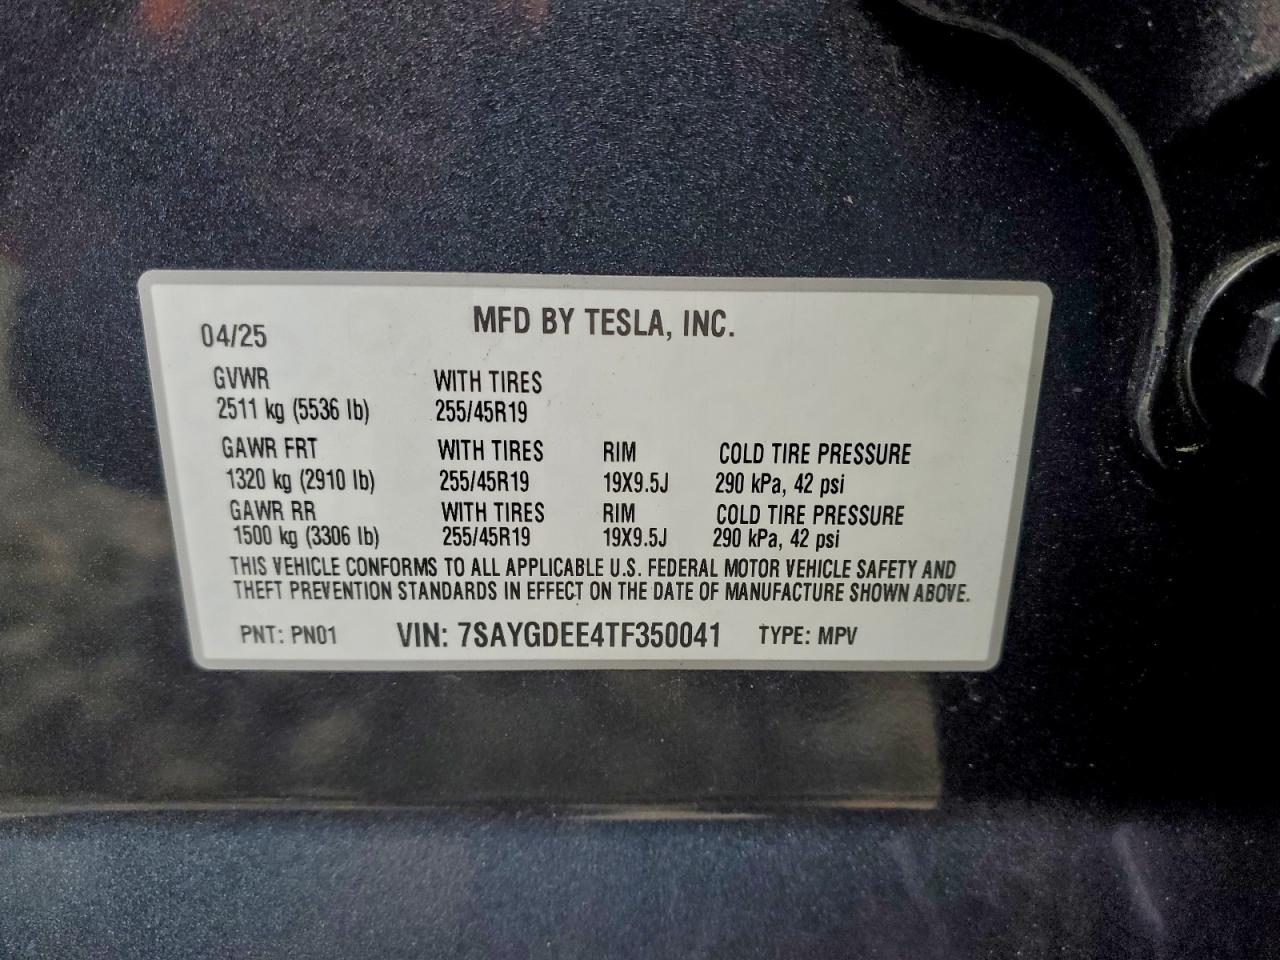 MFD BY TESLA, INC.
04/25
GVWR WITH TIRES
2511 kg (5536 lb) 255/45R19
GAWR FRT WITH TIRES RIM COLD TIRE PRESSURE
1320 kg (2910 lb) 255/45R19 19X9.5J 290 kPa, 42 psi
GAWR RR WITH TIRES RIM COLD TIRE PRESSURE
1500 kg (3306 lb) 255/45R19 19X9.5J 290 kPa, 42 psi
THIS VEHICLE CONFORMS TO ALL APPLICABLE U.S. FEDERAL MOTOR VEHICLE SAFETY AND
THEFT PREVENTION STANDARDS IN EFFECT ON THE DATE OF MANUFACTURE SHOWN ABOVE.
PNT: PN01 VIN: 7SAYGDEE4TF350041 TYPE: MPV